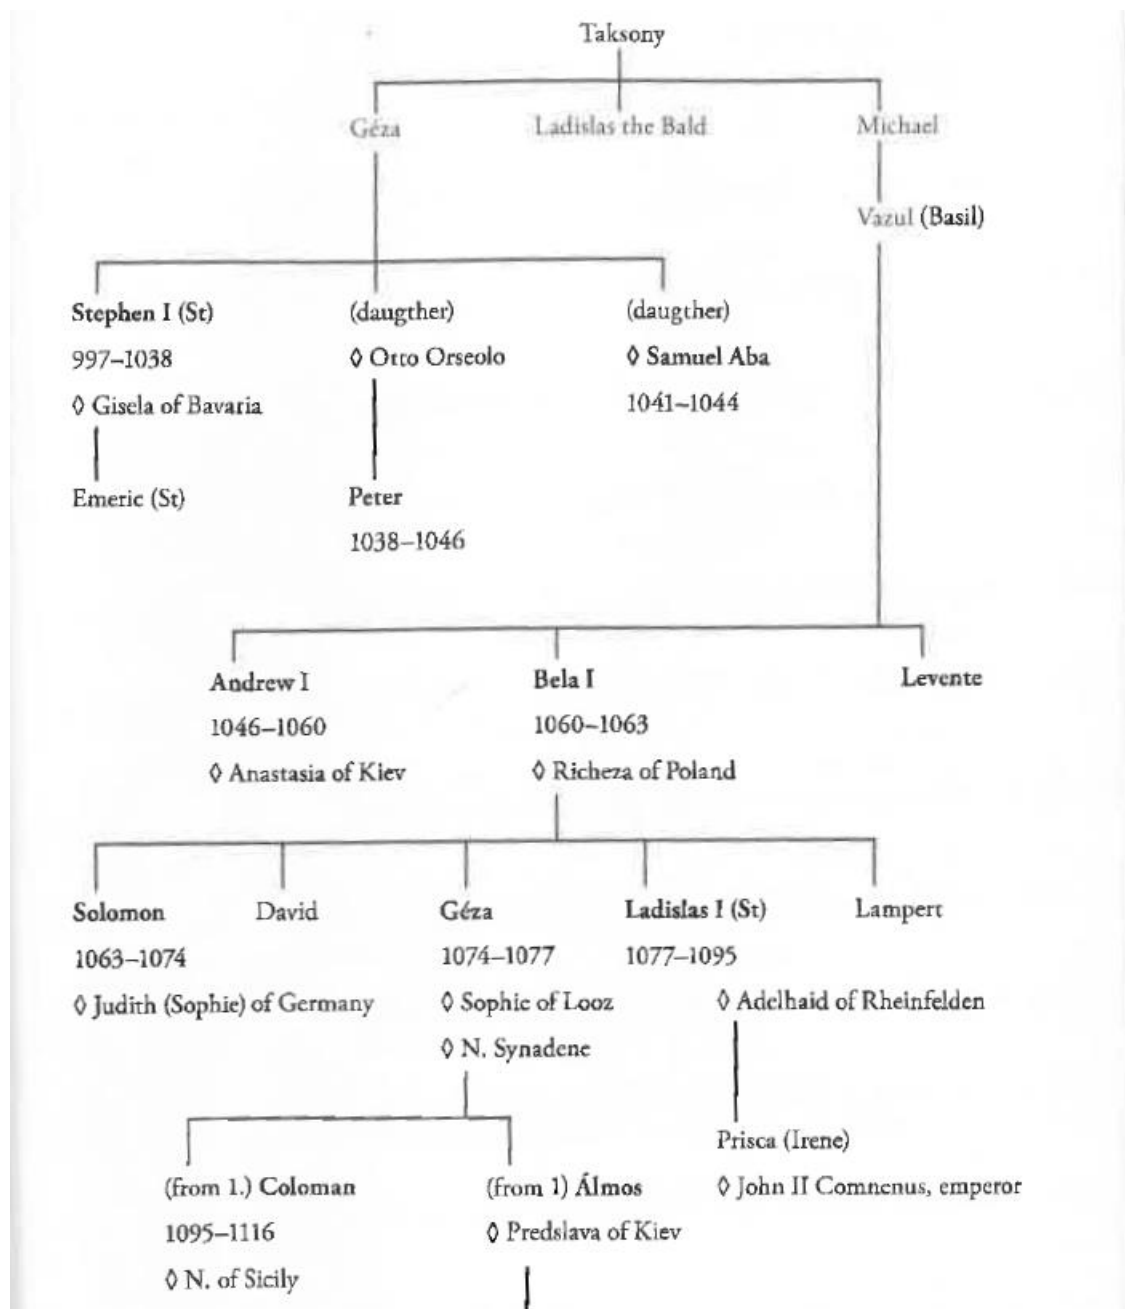 Taksony
Géza
Ladislas the Bald
Michael
Vazul (Basil)
Stephen I (St)
997–1038
◊ Gisela of Bavaria
Emeric (St)
(daugther)
◊ Otto Orseolo
Peter
1038–1046
(daugther)
◊ Samuel Aba
1041–1044
Andrew I
1046–1060
◊ Anastasia of Kiev
Bela I
1060–1063
◊ Richeza of Poland
Levente
Solomon
1063–1074
◊ Judith (Sophie) of Germany
David
Géza
1074–1077
◊ Sophie of Looz
◊ N. Synadene
Ladislas I (St)
1077–1095
◊ Adelhaid of Rheinfelden
Lampert
Prisca (Irene)
◊ John II Comnenus, emperor
(from 1.) Coloman
1095–1116
◊ N. of Sicily
(from 1) Álmos
◊ Predslava of Kiev